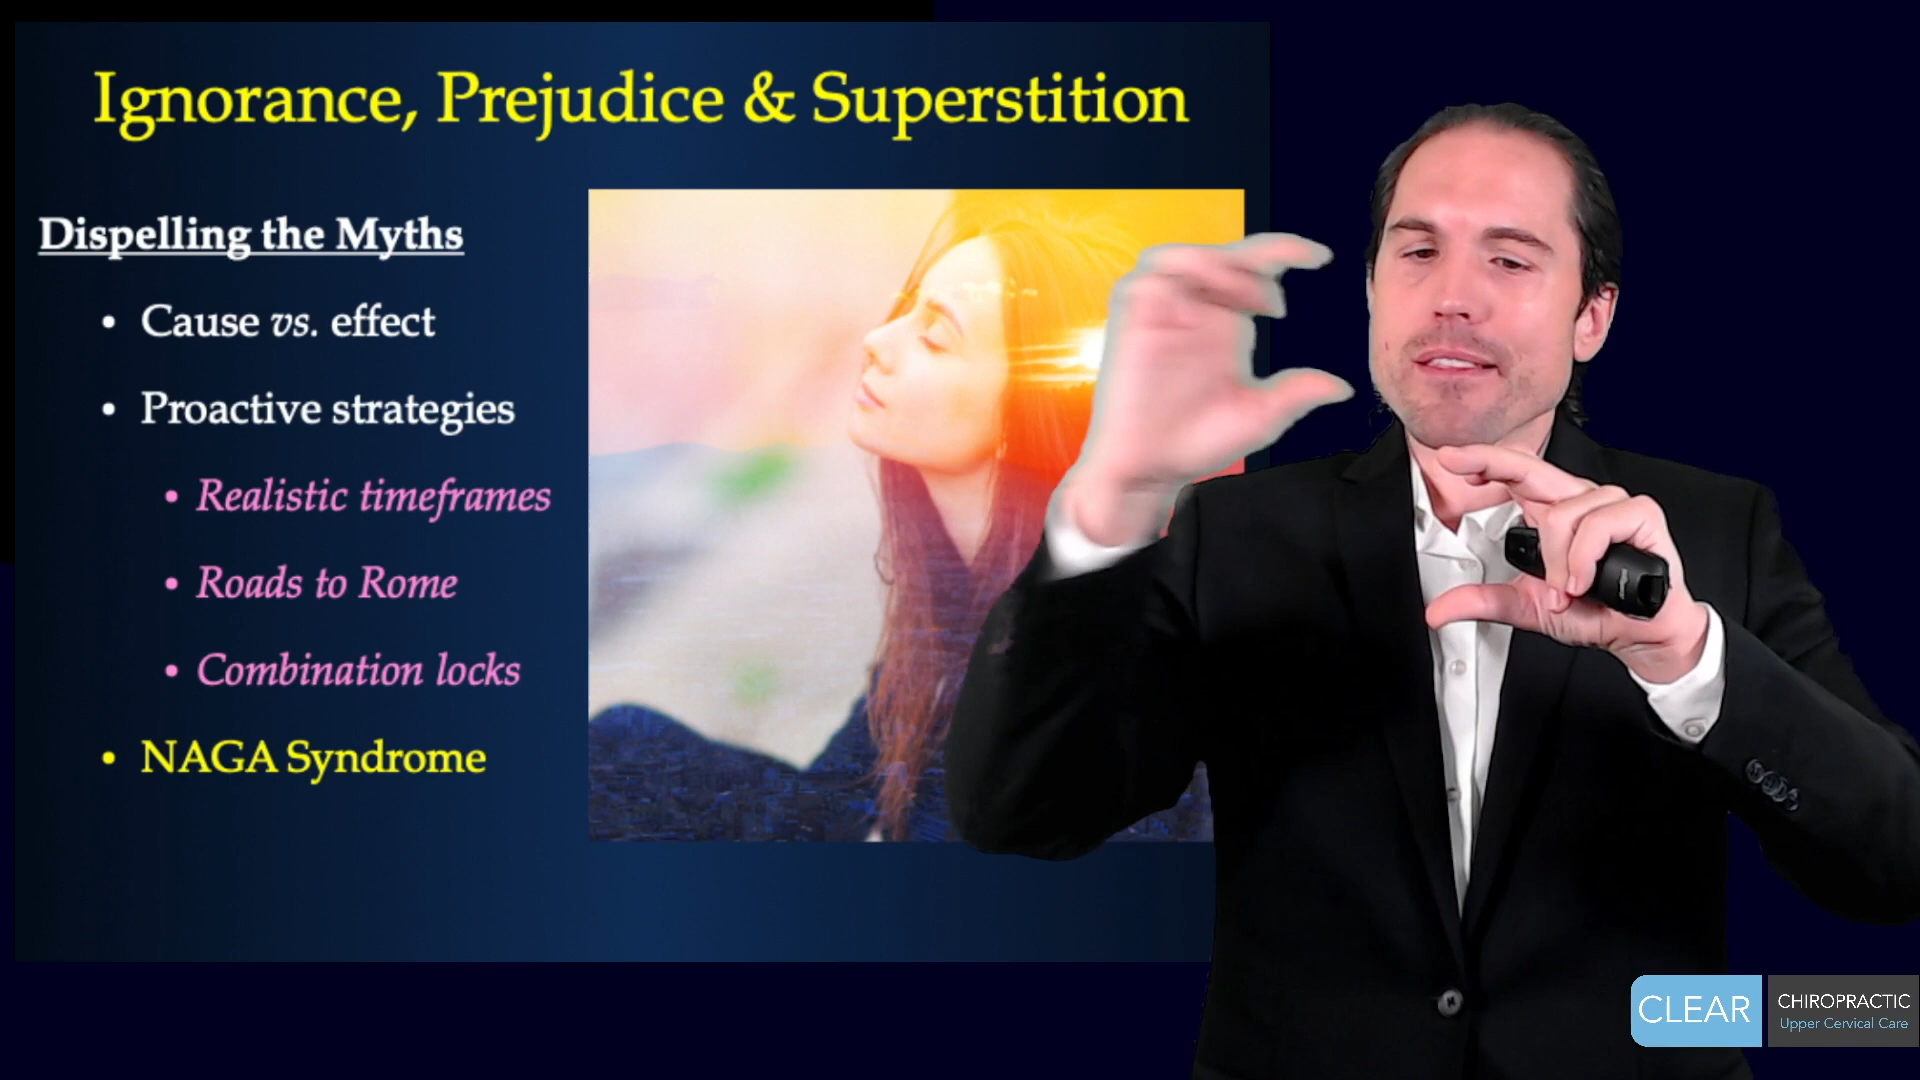 Ignorance, Prejudice & Superstition
Dispelling the Myths
• Cause vs. effect
• Proactive strategies
• Realistic timeframes
• Roads to Rome
• Combination locks
• NAGA Syndrome
CLEAR
CHIROPRACTIC
Upper Cervical Care